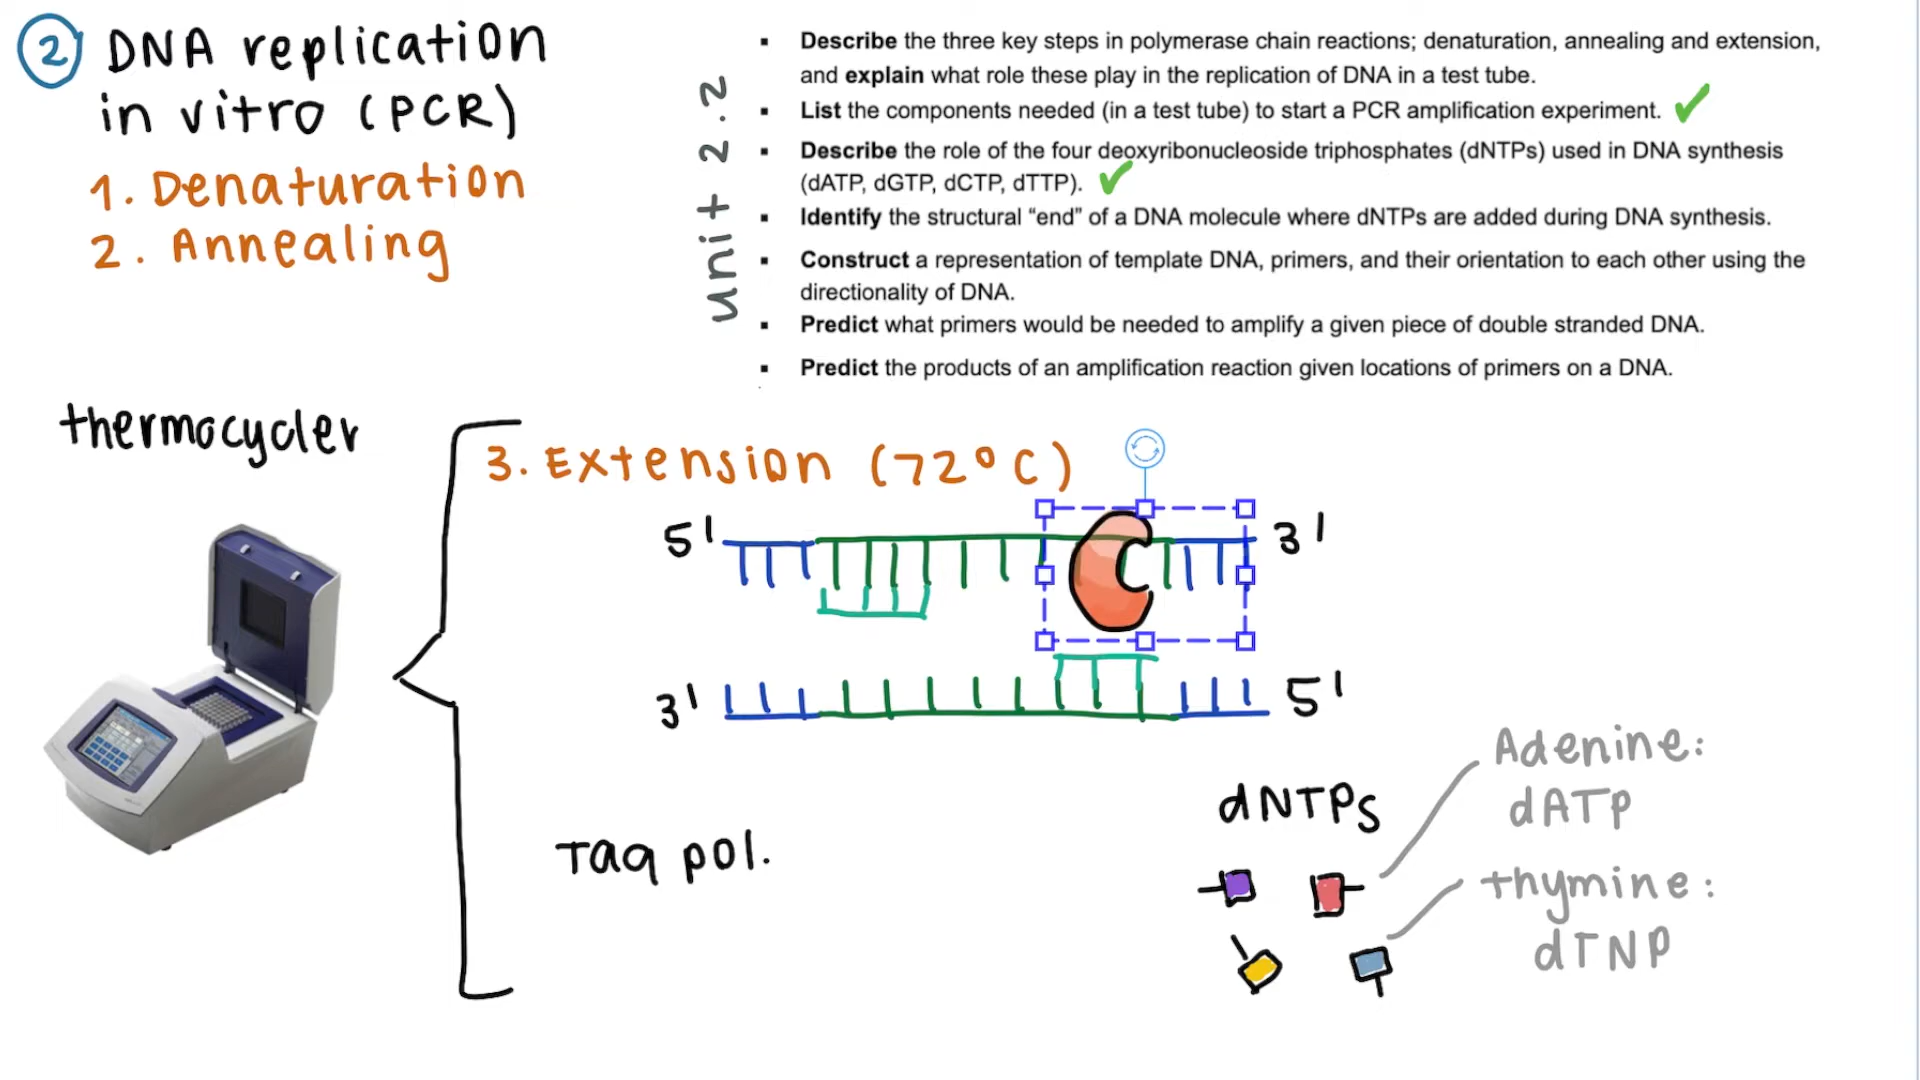 2 DNA replication
in vitro (PCR)
1. Denaturation
2. Annealing
unit 2.2
▪ Describe the three key steps in polymerase chain reactions; denaturation, annealing and extension,
and explain what role these play in the replication of DNA in a test tube.
▪ List the components needed (in a test tube) to start a PCR amplification experiment. ✓
▪ Describe the role of the four deoxyribonucleoside triphosphates (dNTPs) used in DNA synthesis
(dATP, dGTP, dCTP, dTTP). ✓
▪ Identify the structural “end” of a DNA molecule where dNTPs are added during DNA synthesis.
▪ Construct a representation of template DNA, primers, and their orientation to each other using the
directionality of DNA.
▪ Predict what primers would be needed to amplify a given piece of double stranded DNA.
▪ Predict the products of an amplification reaction given locations of primers on a DNA.
thermocycler
3. Extension (72°C)
5' 3'
3' 5'
Taq pol.
dNTPs
Adenine:
dATP
thymine:
dTNP